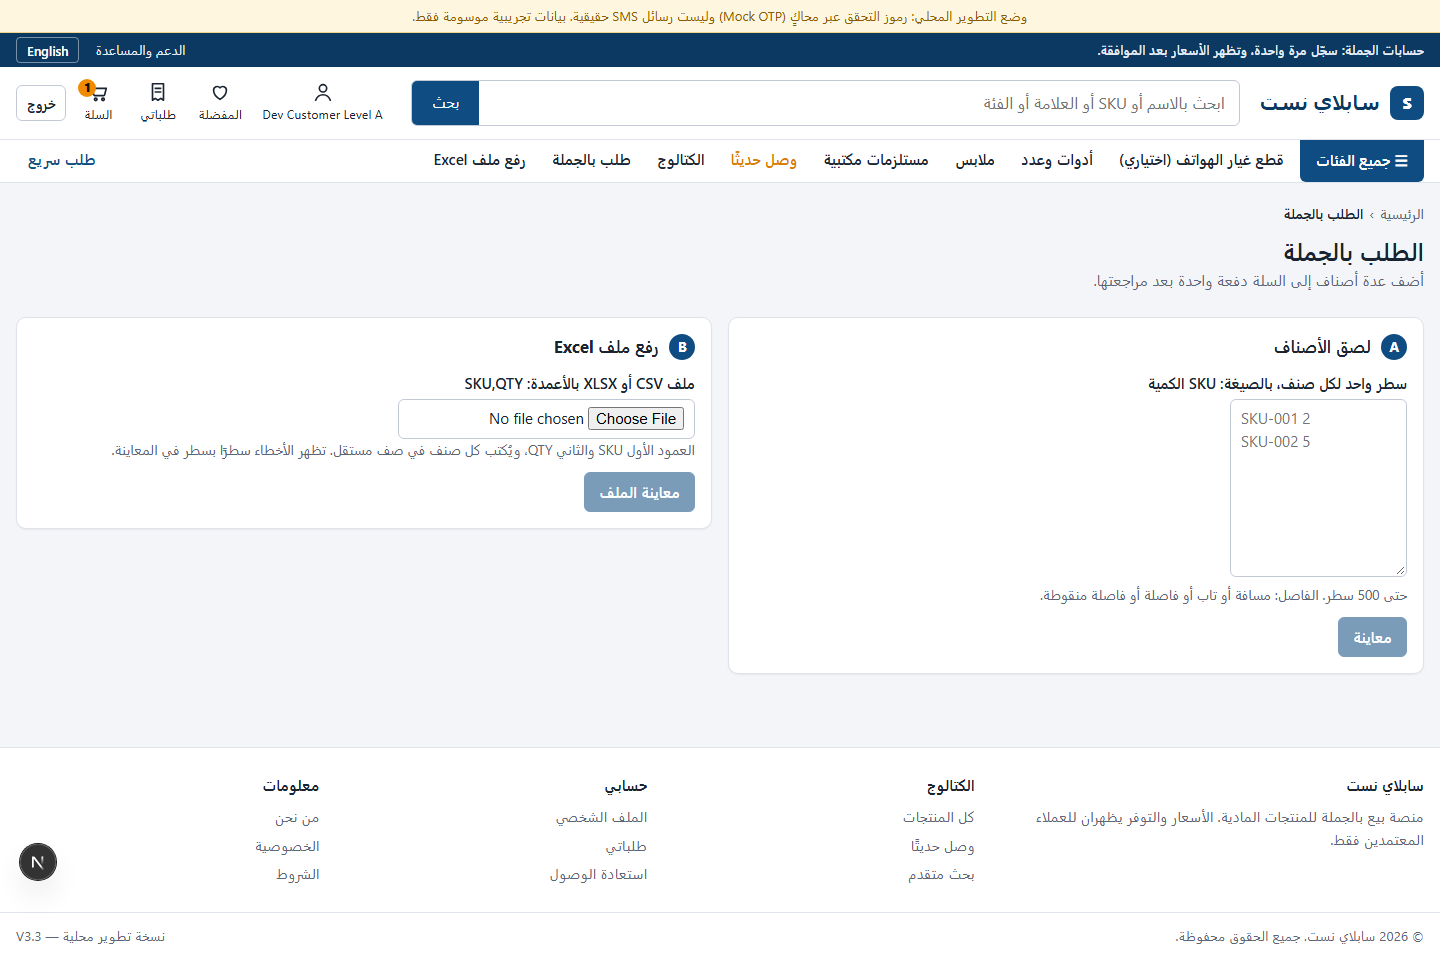 وضع التطوير المحلي: رموز التحقق عبر محاكٍ (Mock OTP) وليست رسائل SMS حقيقية. بيانات تجريبية موسومة فقط.
حسابات الجملة: سجّل مرة واحدة، وتظهر الأسعار بعد الموافقة.
الدعم والمساعدة
English
S
سابلاي نست
ابحث بالاسم أو SKU أو العلامة أو الفئة
بحث
Dev Customer Level A
المفضلة
طلباتي
1
السلة
خروج
☰ جميع الفئات
قطع غيار الهواتف (اختياري)
أدوات وعدد
ملابس
مستلزمات مكتبية
وصل حديثًا
الكتالوج
طلب بالجملة
رفع ملف Excel
طلب سريع
الرئيسية › الطلب بالجملة
الطلب بالجملة
أضف عدة أصناف إلى السلة دفعة واحدة بعد مراجعتها.
A
لصق الأصناف
سطر واحد لكل صنف، بالصيغة: SKU الكمية
SKU-001 2
SKU-002 5
حتى 500 سطر. الفاصل: مسافة أو تاب أو فاصلة أو فاصلة منقوطة.
معاينة
B
رفع ملف Excel
ملف CSV أو XLSX بالأعمدة: SKU,QTY
Choose File No file chosen
العمود الأول SKU والثاني QTY، ويُكتب كل صنف في صف مستقل. تظهر الأخطاء سطرًا بسطر في المعاينة.
معاينة الملف
سابلاي نست
منصة بيع بالجملة للمنتجات المادية. الأسعار والتوفر يظهران للعملاء
المعتمدين فقط.
الكتالوج
كل المنتجات
وصل حديثًا
بحث متقدم
حسابي
الملف الشخصي
طلباتي
استعادة الوصول
معلومات
من نحن
الخصوصية
الشروط
N
© 2026 سابلاي نست. جميع الحقوق محفوظة.
نسخة تطوير محلية — V3.3